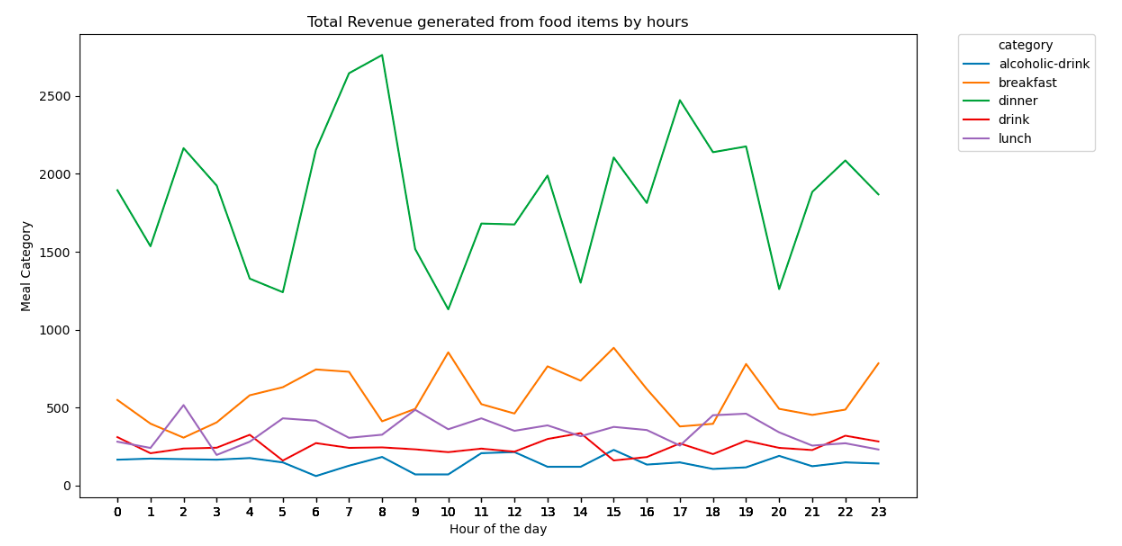 Total Revenue generated from food items by hours
category
alcoholic-drink
breakfast
dinner
drink
lunch
Meal Category
2500
2000
1500
1000
500
0
0 1 2 3 4 5 6 7 8 9 10 11 12 13 14 15 16 17 18 19 20 21 22 23
Hour of the day